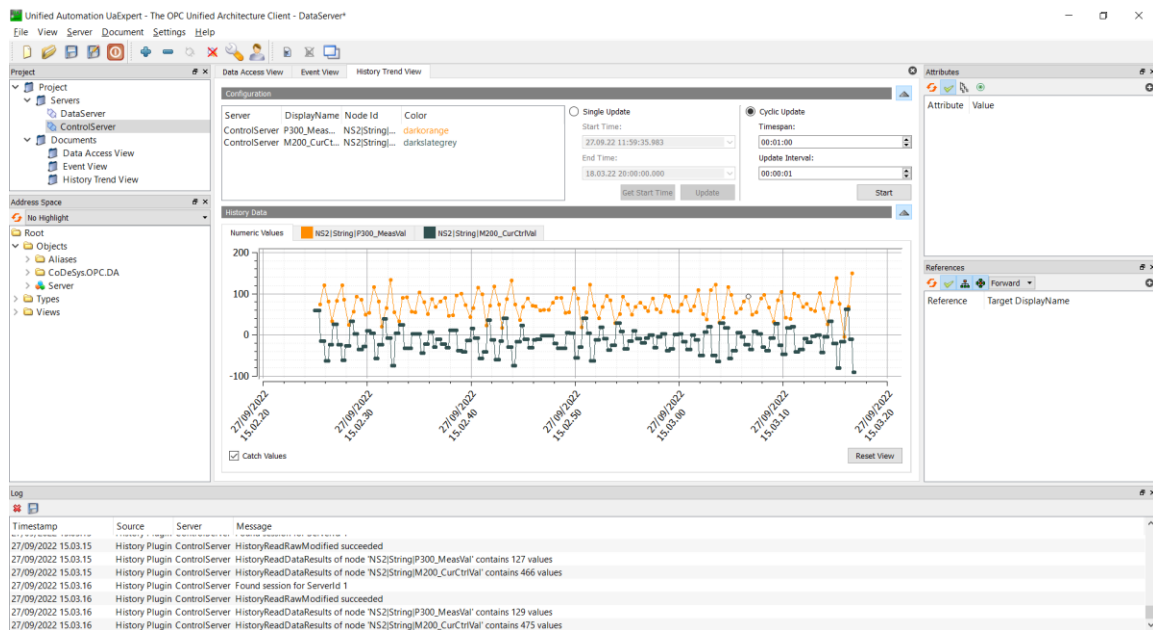 Unified Automation UaExpert - The OPC Unified Architecture Client - DataServer*
File View Server Document Settings Help
Project
Project
Servers
DataServer
ControlServer
Documents
Data Access View
Event View
History Trend View
Address Space
No Highlight
Root
Objects
Aliases
CoDeSys.OPC.DA
Server
Types
Views
Data Access View Event View History Trend View
Configuration
Server DisplayName Node Id Color
ControlServer P300_Meas... NS2|String|... darkorange
ControlServer M200_CurCt... NS2|String|... darkslategrey
Single Update
Start Time:
27.09.22 11:59:35.983
End Time:
18.03.22 20:00:00.000
Get Start Time Update
Cyclic Update
Timespan:
00:01:00
Update Interval:
00:00:01
Start
History Data
Numeric Values NS2|String|P300_MeasVal NS2|String|M200_CurCtrlVal
200
100
0
-100
27/09/2022 15.02.20
27/09/2022 15.02.30
27/09/2022 15.02.40
27/09/2022 15.02.50
27/09/2022 15.03.00
27/09/2022 15.03.10
27/09/2022 15.03.20
Catch Values
Reset View
Attributes
Attribute Value
References
Forward
Reference Target DisplayName
Log
Timestamp Source Server Message
27/09/2022 15.03.15 History Plugin ControlServer HistoryReadRawModified succeeded
27/09/2022 15.03.15 History Plugin ControlServer HistoryReadDataResults of node 'NS2|String|P300_MeasVal' contains 127 values
27/09/2022 15.03.15 History Plugin ControlServer HistoryReadDataResults of node 'NS2|String|M200_CurCtrlVal' contains 466 values
27/09/2022 15.03.16 History Plugin ControlServer Found session for ServerId 1
27/09/2022 15.03.16 History Plugin ControlServer HistoryReadRawModified succeeded
27/09/2022 15.03.16 History Plugin ControlServer HistoryReadDataResults of node 'NS2|String|P300_MeasVal' contains 129 values
27/09/2022 15.03.16 History Plugin ControlServer HistoryReadDataResults of node 'NS2|String|M200_CurCtrlVal' contains 475 values